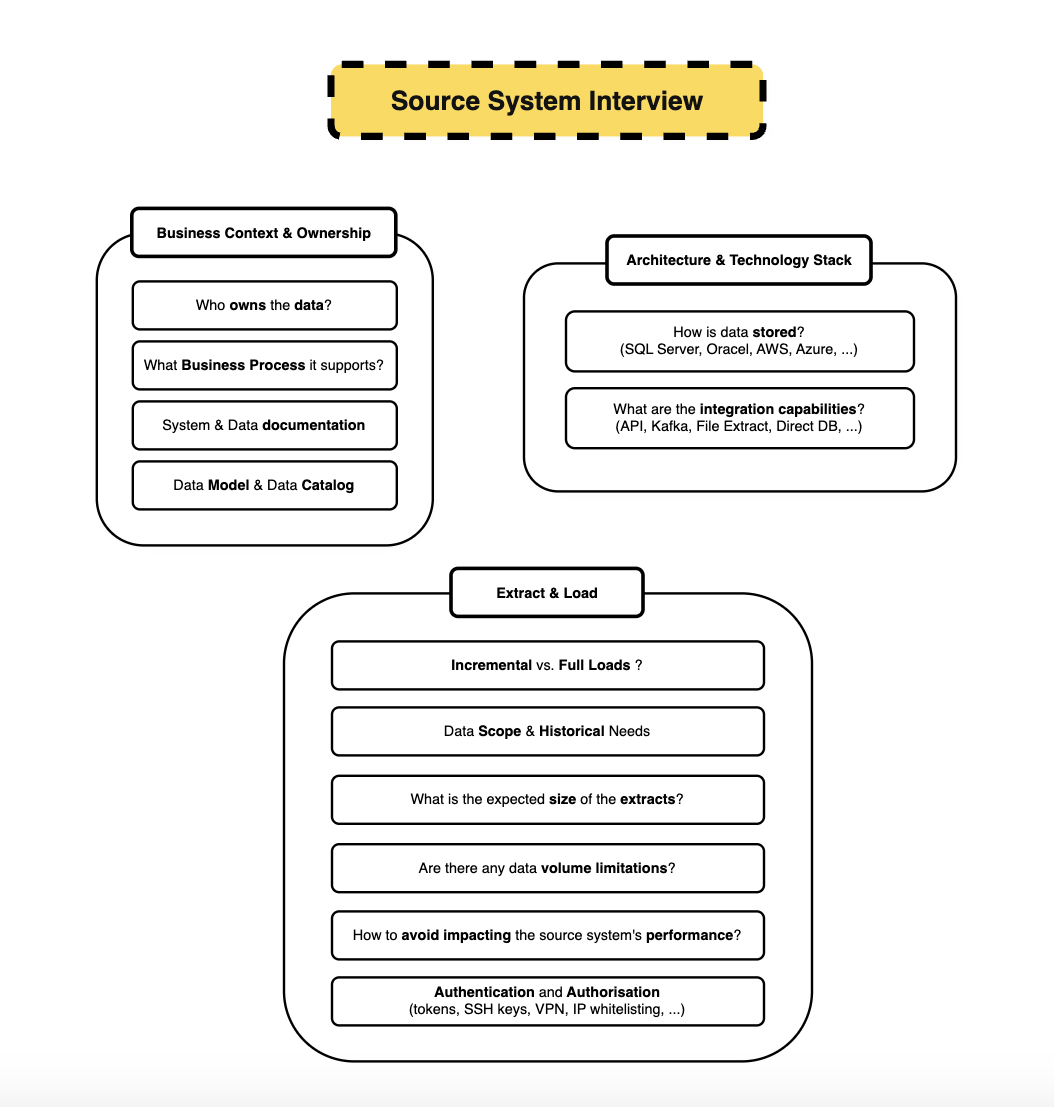 Source System Interview
Business Context & Ownership
Who owns the data?
What Business Process it supports?
System & Data documentation
Data Model & Data Catalog
Architecture & Technology Stack
How is data stored?
(SQL Server, Oracel, AWS, Azure, ...)
What are the integration capabilities?
(API, Kafka, File Extract, Direct DB, ...)
Extract & Load
Incremental vs. Full Loads ?
Data Scope & Historical Needs
What is the expected size of the extracts?
Are there any data volume limitations?
How to avoid impacting the source system's performance?
Authentication and Authorisation
(tokens, SSH keys, VPN, IP whitelisting, ...)